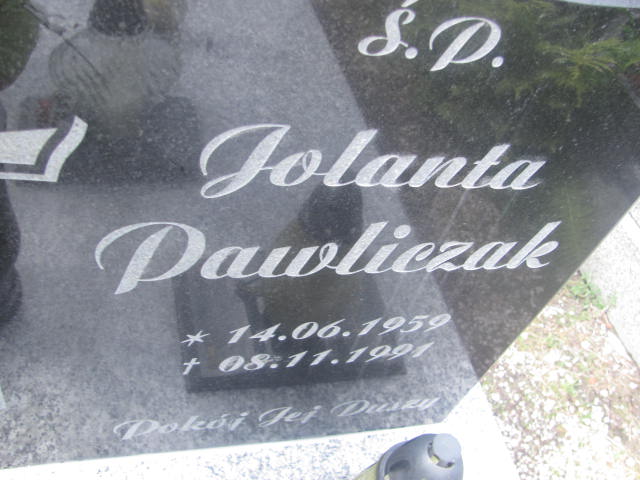 Ś.P.
Jolanta
Pawliczak
* 14.06.1959
† 08.11.1991
Pokój Jej Duszy